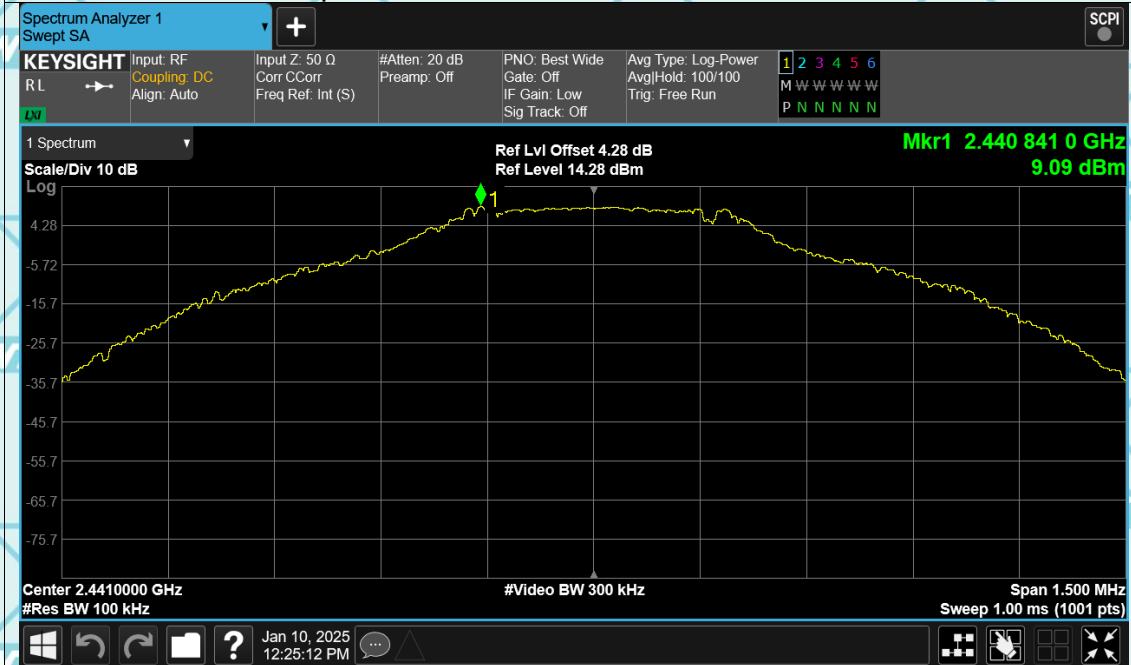 Spectrum Analyzer 1
Swept SA
+
SCPI
KEYSIGHT
R L
LXI
Input: RF
Coupling: DC
Align: Auto
Input Z: 50 Ω
Corr CCorr
Freq Ref: Int (S)
#Atten: 20 dB
Preamp: Off
PNO: Best Wide
Gate: Off
IF Gain: Low
Sig Track: Off
Avg Type: Log-Power
Avg|Hold: 100/100
Trig: Free Run
1 2 3 4 5 6
M W W W W W
P N N N N N
1 Spectrum
Scale/Div 10 dB
Log
Ref Lvl Offset 4.28 dB
Ref Level 14.28 dBm
Mkr1 2.440 841 0 GHz
9.09 dBm
1
4.28
-5.72
-15.7
-25.7
-35.7
-45.7
-55.7
-65.7
-75.7
Center 2.4410000 GHz
#Res BW 100 kHz
#Video BW 300 kHz
Span 1.500 MHz
Sweep 1.00 ms (1001 pts)
?
Jan 10, 2025
12:25:12 PM